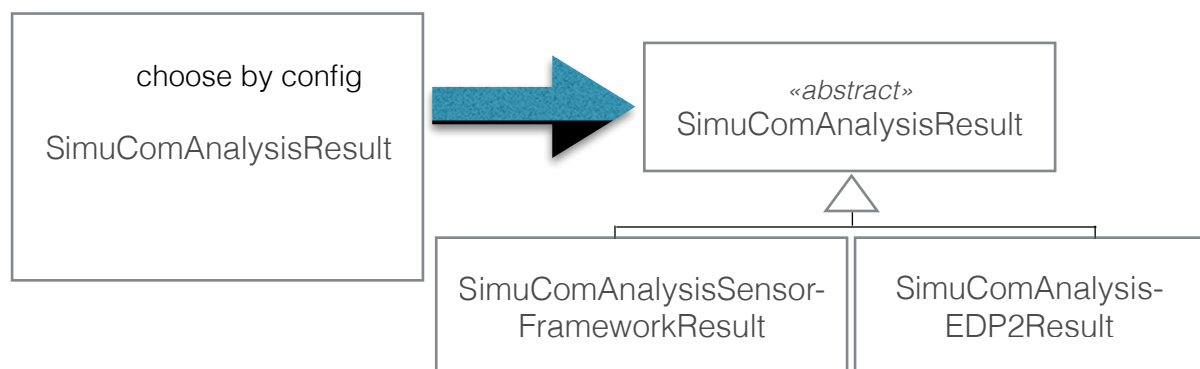 choose by config
SimuComAnalysisResult
«abstract»
SimuComAnalysisResult
SimuComAnalysisSensor-
FrameworkResult
SimuComAnalysis-
EDP2Result